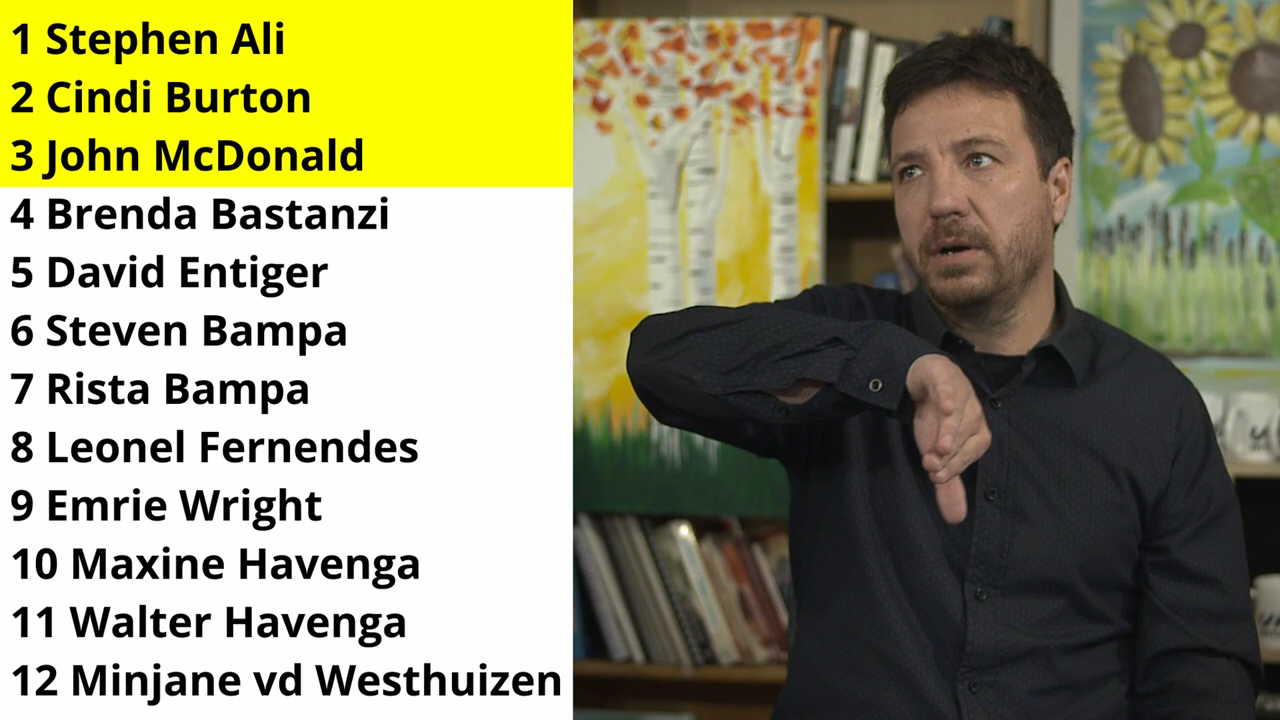 1 Stephen Ali
2 Cindi Burton
3 John McDonald
4 Brenda Bastanzi
5 David Entiger
6 Steven Bampa
7 Rista Bampa
8 Leonel Fernendes
9 Emrie Wright
10 Maxine Havenga
11 Walter Havenga
12 Minjane vd Westhuizen